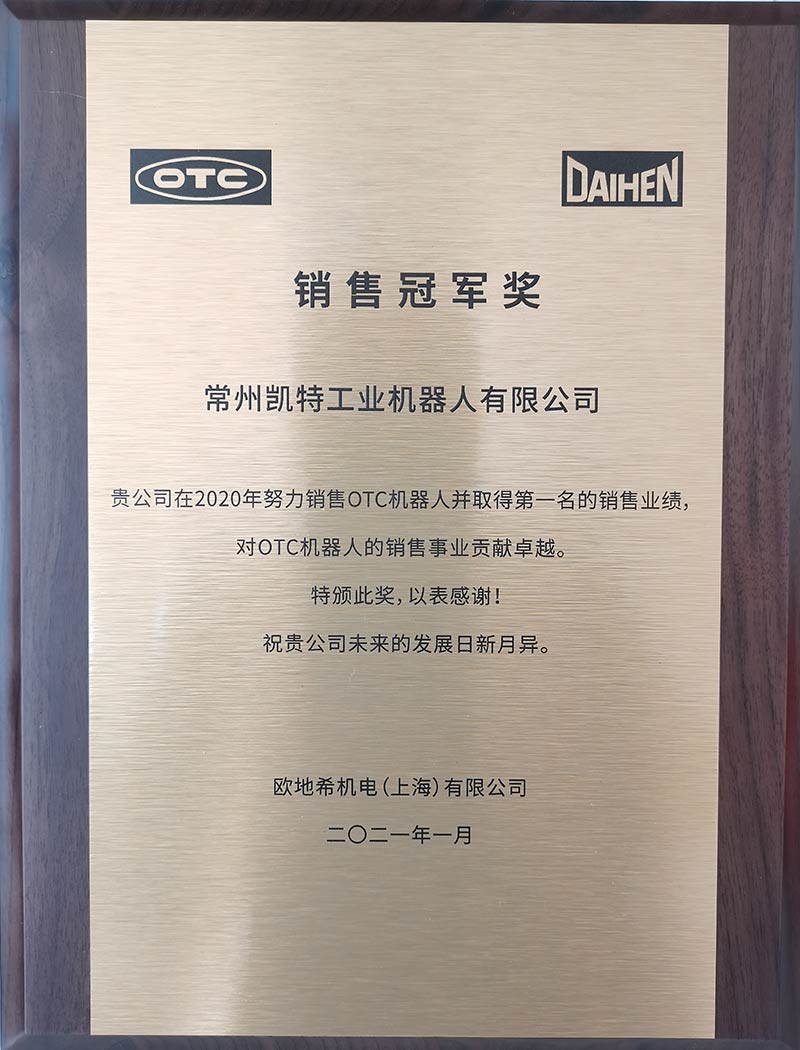 OTC
DAIHEN
销售冠军奖
常州凯特工业机器人有限公司
贵公司在2020年努力销售OTC机器人并取得第一名的销售业绩，
对OTC机器人的销售事业贡献卓越。
特颁此奖，以表感谢！
祝贵公司未来的发展日新月异。
欧地希机电（上海）有限公司
二〇二一年一月